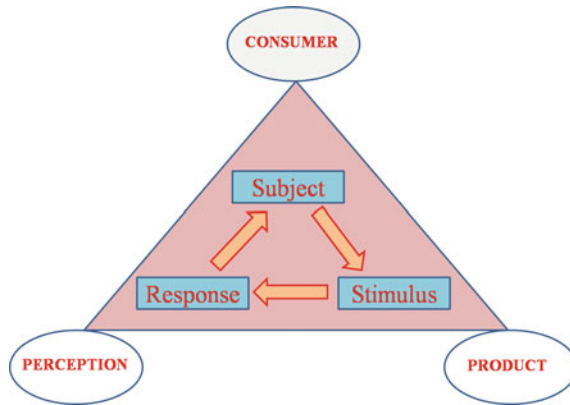 CONSUMER
Subject
Response
Stimulus
PERCEPTION
PRODUCT